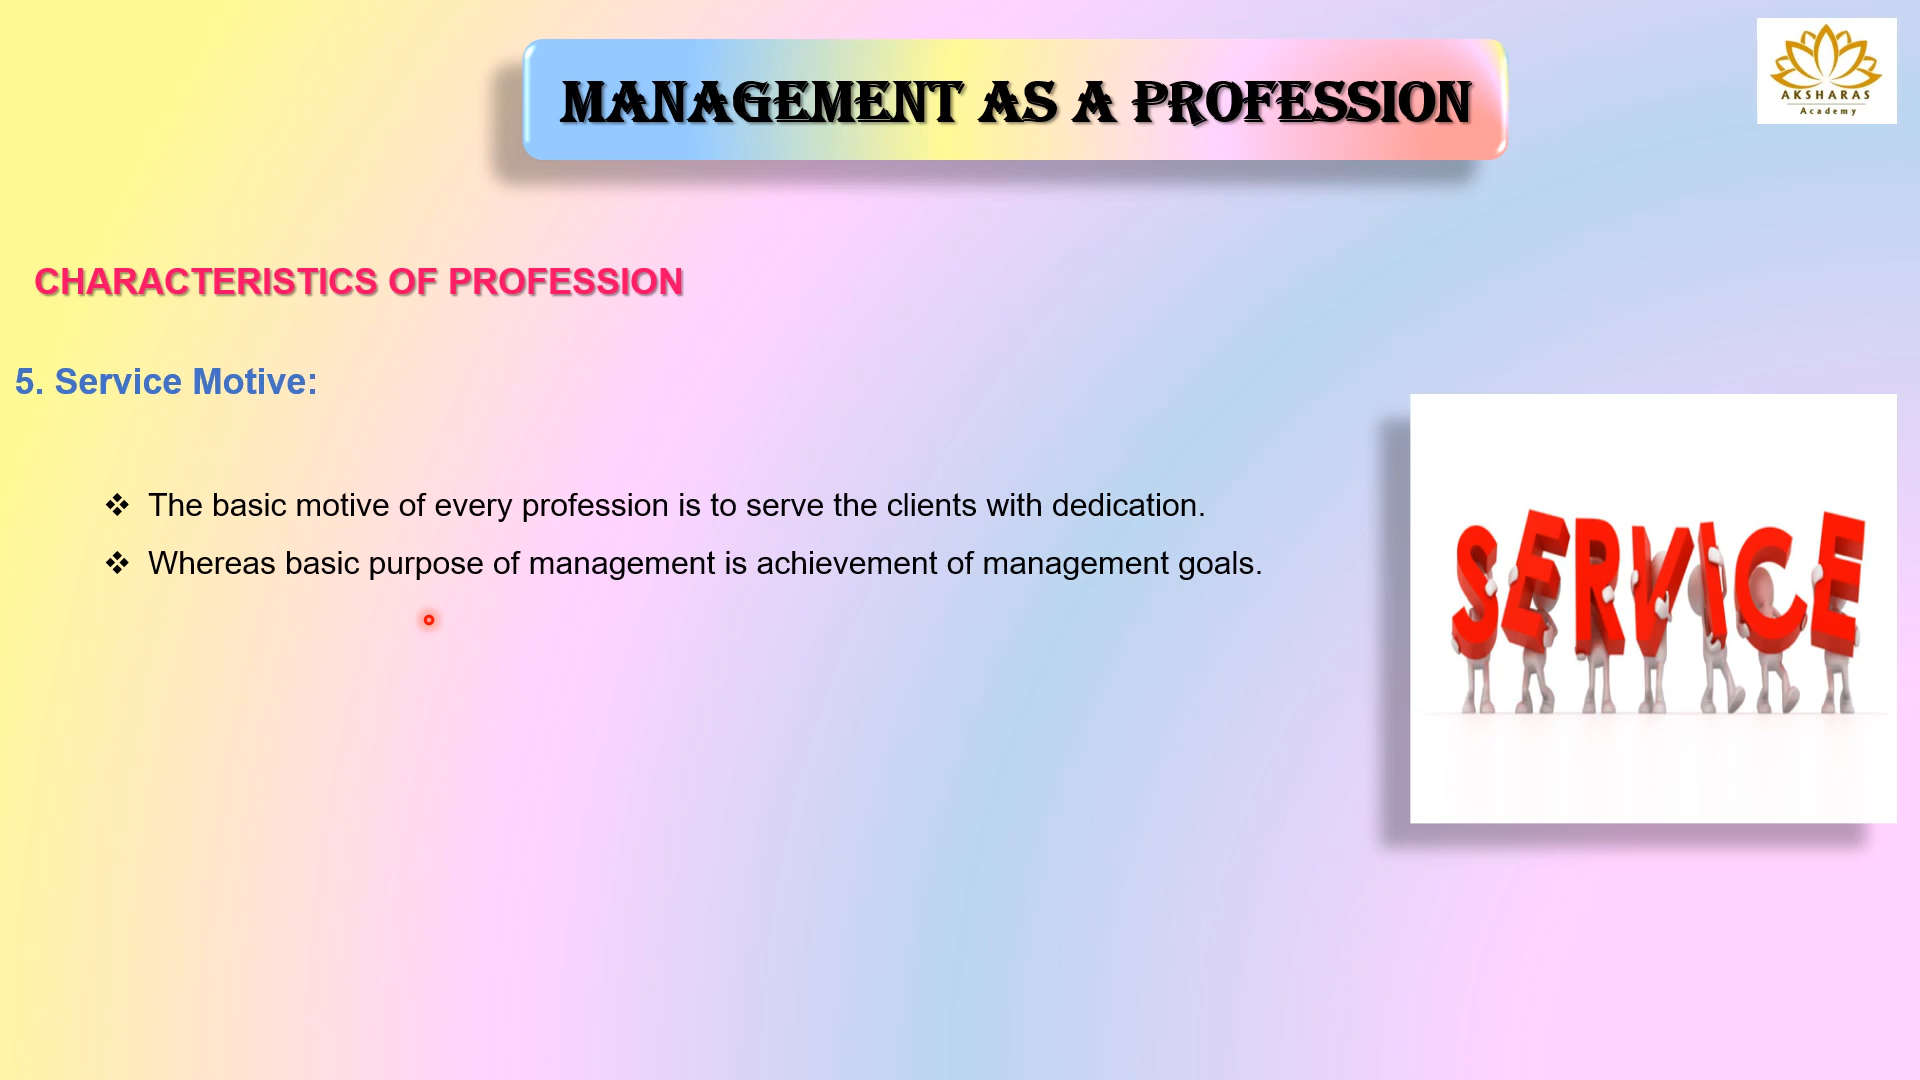 MANAGEMENT AS A PROFESSION
AKSHARAS
Academy
CHARACTERISTICS OF PROFESSION
5. Service Motive:
❖ The basic motive of every profession is to serve the clients with dedication.
❖ Whereas basic purpose of management is achievement of management goals.
SERVICE